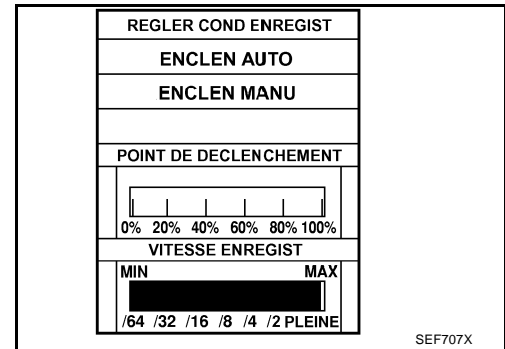 REGLER COND ENREGIST
ENCLEN AUTO
ENCLEN MANU
POINT DE DECLENCHEMENT
0% 20% 40% 60% 80% 100%
VITESSE ENREGIST
MIN MAX
/64 /32 /16 /8 /4 /2 PLEINE
SEF707X